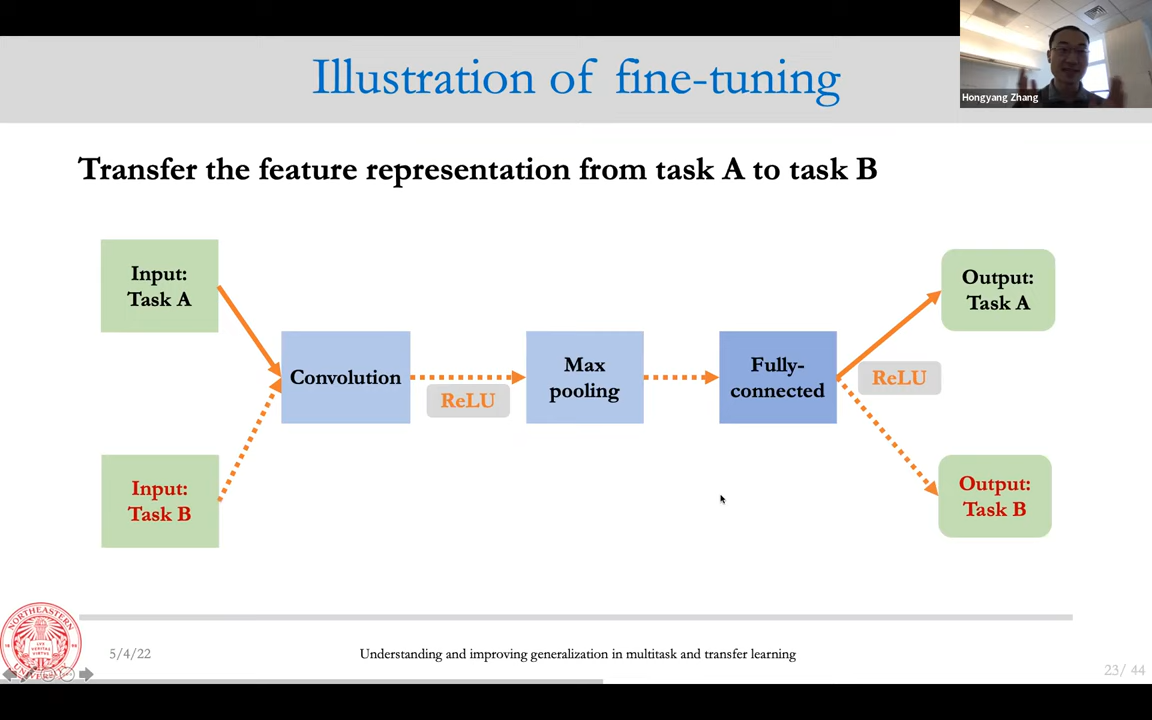 Illustration of fine-tuning
Hongyang Zhang
Transfer the feature representation from task A to task B
Input:
Task A
Output:
Task A
Convolution
ReLU
Max
pooling
Fully-
connected
ReLU
Input:
Task B
Output:
Task B
NORTHEASTERN
5/4/22
Understanding and improving generalization in multitask and transfer learning
23/ 44